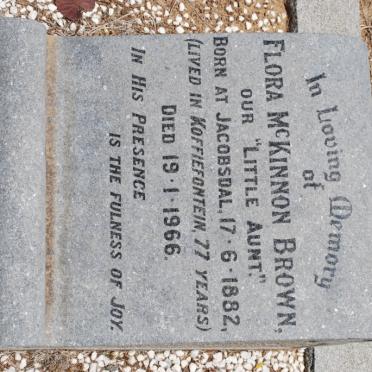 In Loving Memory
of
FLORA MCKINNON BROWN,
OUR "LITTLE AUNT."
BORN AT JACOBSDAL, 17·6·1882,
(LIVED IN KOFFIEFONTEIN, 77 YEARS)
DIED 19·1·1966.
IN HIS PRESENCE
IS THE FULNESS OF JOY.